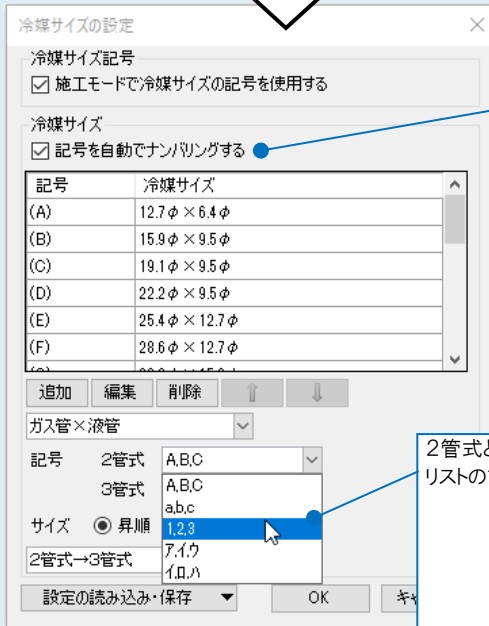 冷媒サイズの設定
冷媒サイズ記号
施工モードで冷媒サイズの記号を使用する
冷媒サイズ
記号を自動でナンバリングする
記号 冷媒サイズ
(A) 12.7φ×6.4φ
(B) 15.9φ×9.5φ
(C) 19.1φ×9.5φ
(D) 22.2φ×9.5φ
(E) 25.4φ×12.7φ
(F) 28.6φ×12.7φ
追加 編集 削除
ガス管×液管
記号 2管式 A,B,C
3管式 A,B,C
a,b,c
サイズ 昇順 1,2,3
ア,イ,ウ
2管式→3管式 イ,ロ,ハ
設定の読み込み・保存 OK キャ
2管式と
リストの